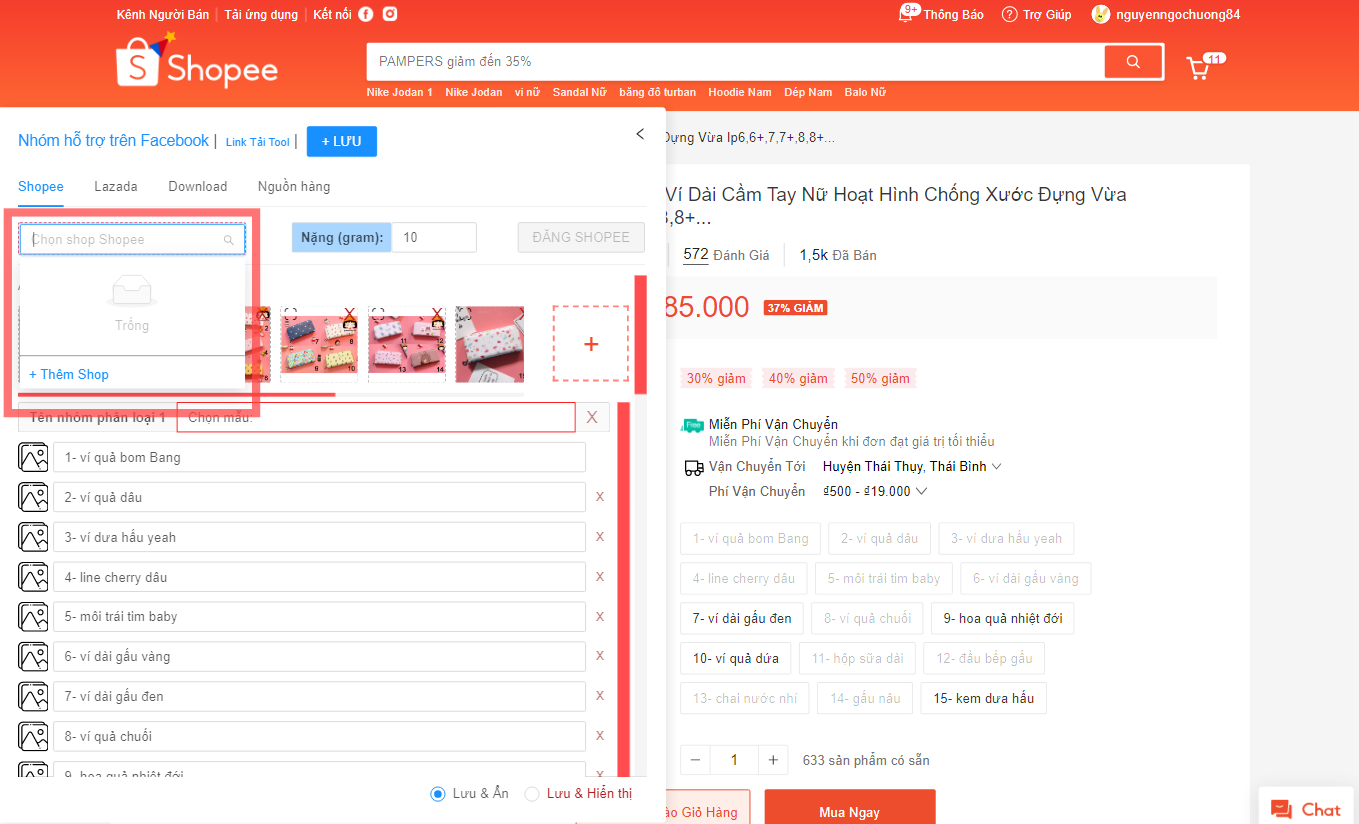 Kênh Người Bán | Tải ứng dụng | Kết nối
9+ Thông Báo Trợ Giúp nguyenngochuong84
Shopee
PAMPERS giảm đến 35%
11
Nike Jodan 1 Nike Jodan ví nữ Sandal Nữ băng đô turban Hoodie Nam Dép Nam Balo Nữ
Nhóm hỗ trợ trên Facebook | Link Tải Tool | + LƯU
Shopee Lazada Download Nguồn hàng
Chọn shop Shopee
Nặng (gram): 10 ĐĂNG SHOPEE
Trống
+ Thêm Shop
+
Tên nhóm phân loại 1 Chọn mẫu: X
1- ví quả bom Bang
2- ví quả dâu X
3- ví dưa hấu yeah X
4- line cherry dâu X
5- môi trái tim baby X
6- ví dài gấu vàng X
7- ví dài gấu đen X
8- ví quả chuối X
9- hoa quả nhiệt đới X
Lưu & Ẩn Lưu & Hiển thị
Đựng Vừa Ip6,6+,7,7+,8,8+...
Ví Dài Cầm Tay Nữ Hoạt Hình Chống Xước Đựng Vừa
,8+...
572 Đánh Giá 1,5k Đã Bán
85.000 37% GIẢM
30% giảm 40% giảm 50% giảm
Free Miễn Phí Vận Chuyển
Miễn Phí Vận Chuyển khi đơn đạt giá trị tối thiểu
Vận Chuyển Tới Huyện Thái Thụy, Thái Bình
Phí Vận Chuyển ₫500 - ₫19.000
1- ví quả bom Bang 2- ví quả dâu 3- ví dưa hấu yeah
4- line cherry dâu 5- môi trái tim baby 6- ví dài gấu vàng
7- ví dài gấu đen 8- ví quả chuối 9- hoa quả nhiệt đới
10- ví quả dứa 11- hôp sữa dài 12- đầu bếp gấu
13- chai nước nhí 14- gấu nâu 15- kem dưa hấu
− 1 + 633 sản phẩm có sẵn
Giỏ Hàng Mua Ngay
Chat